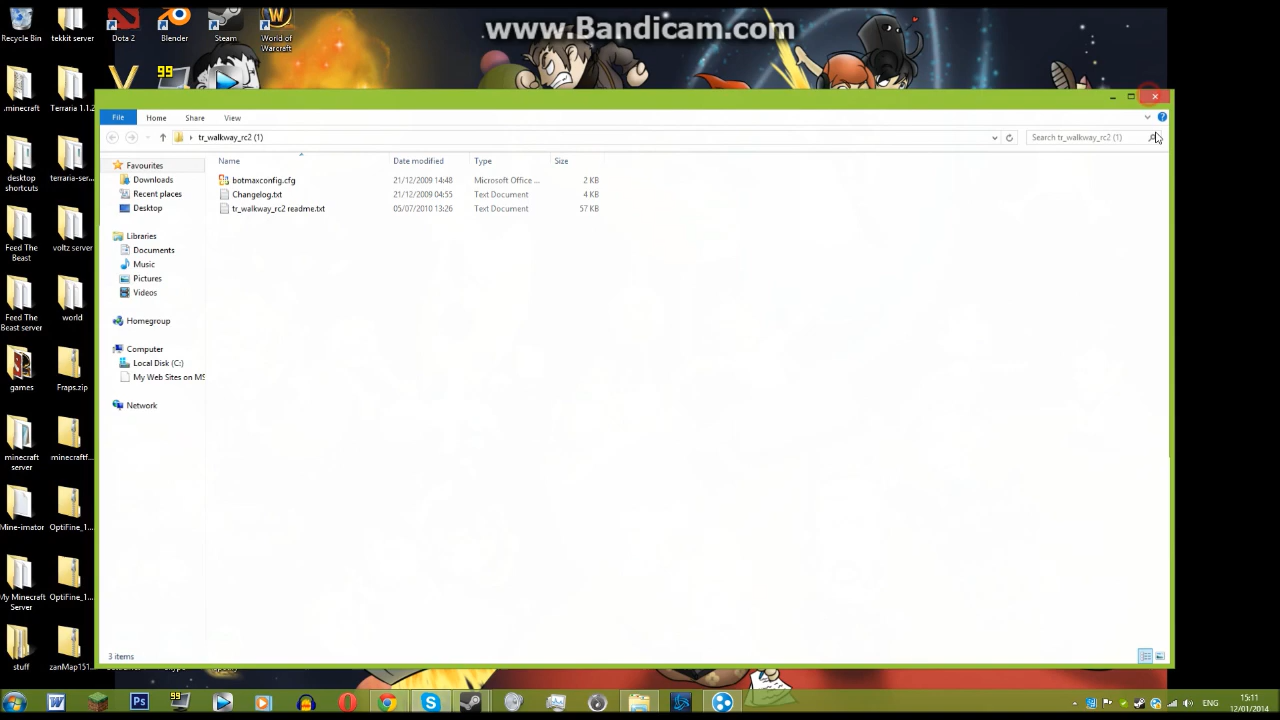 www.Bandicam.com
Recycle Bin
tekkit server
Dota 2
Blender
Steam
World of Warcraft
99
.minecraft
Terraria 1.1.2
desktop shortcuts
terraria-ser...
Feed The Beast
voltz server
Feed The Beast server
world
games
Fraps.zip
minecraft server
minecraftf...
Mine-imator
OptiFine_1...
My Minecraft Server
OptiFine_1...
stuff
zanMap151...
File
Home
Share
View
tr_walkway_rc2 (1)
Search tr_walkway_rc2 (1)
Favourites
Downloads
Recent places
Desktop
Libraries
Documents
Music
Pictures
Videos
Homegroup
Computer
Local Disk (C:)
My Web Sites on MS
Network
Name Date modified Type Size
botmaxconfig.cfg 21/12/2009 14:48 Microsoft Office ... 2 KB
Changelog.txt 21/12/2009 04:55 Text Document 4 KB
tr_walkway_rc2 readme.txt 05/07/2010 13:26 Text Document 57 KB
3 items
99
ENG
15:11
12/01/2014